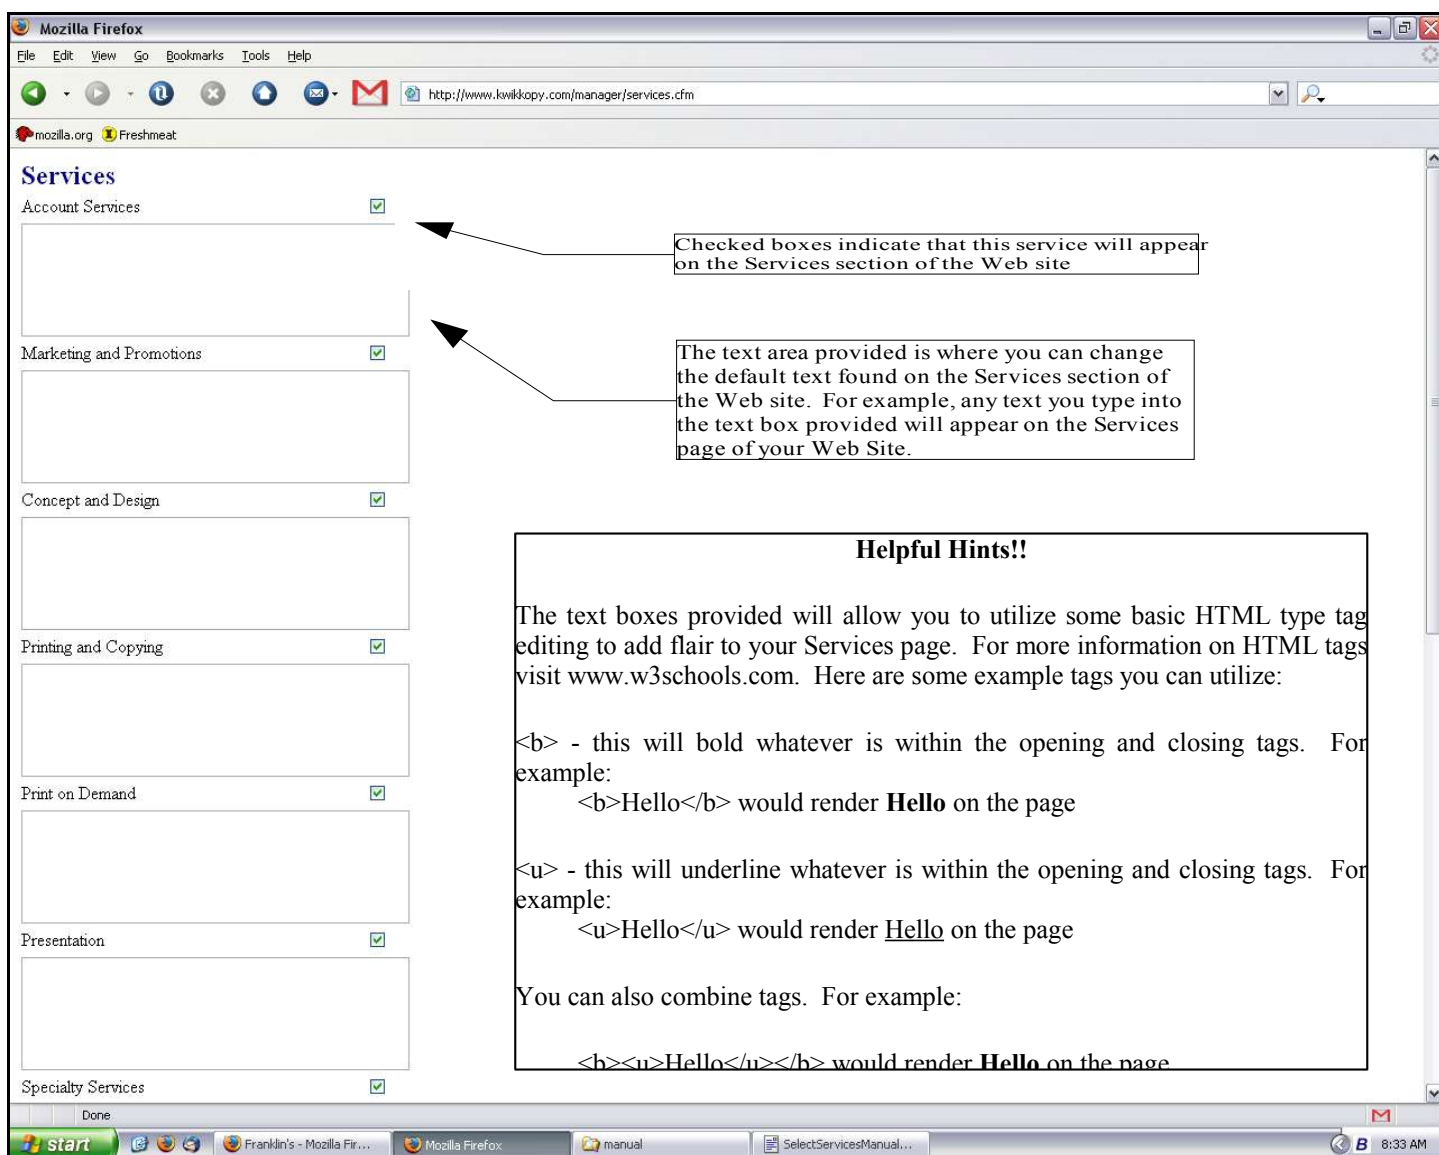 Mozilla Firefox
File Edit View Go Bookmarks Tools Help
http://www.kwikkopy.com/manager/services.cfm
mozilla.org Freshmeat
Services
Account Services
Checked boxes indicate that this service will appear
on the Services section of the Web site
Marketing and Promotions
The text area provided is where you can change
the default text found on the Services section of
the Web site. For example, any text you type into
the text box provided will appear on the Services
page of your Web Site.
Concept and Design
Printing and Copying
Print on Demand
Presentation
Specialty Services
Helpful Hints!!
The text boxes provided will allow you to utilize some basic HTML type tag
editing to add flair to your Services page. For more information on HTML tags
visit www.w3schools.com. Here are some example tags you can utilize:
<b> - this will bold whatever is within the opening and closing tags. For
example:
<b>Hello</b> would render Hello on the page
<u> - this will underline whatever is within the opening and closing tags. For
example:
<u>Hello</u> would render Hello on the page
You can also combine tags. For example:
<b><u>Hello</u></b> would render Hello on the page
Done
start Franklin's - Mozilla Fir... Mozilla Firefox manual SelectServicesManual... B 8:33 AM